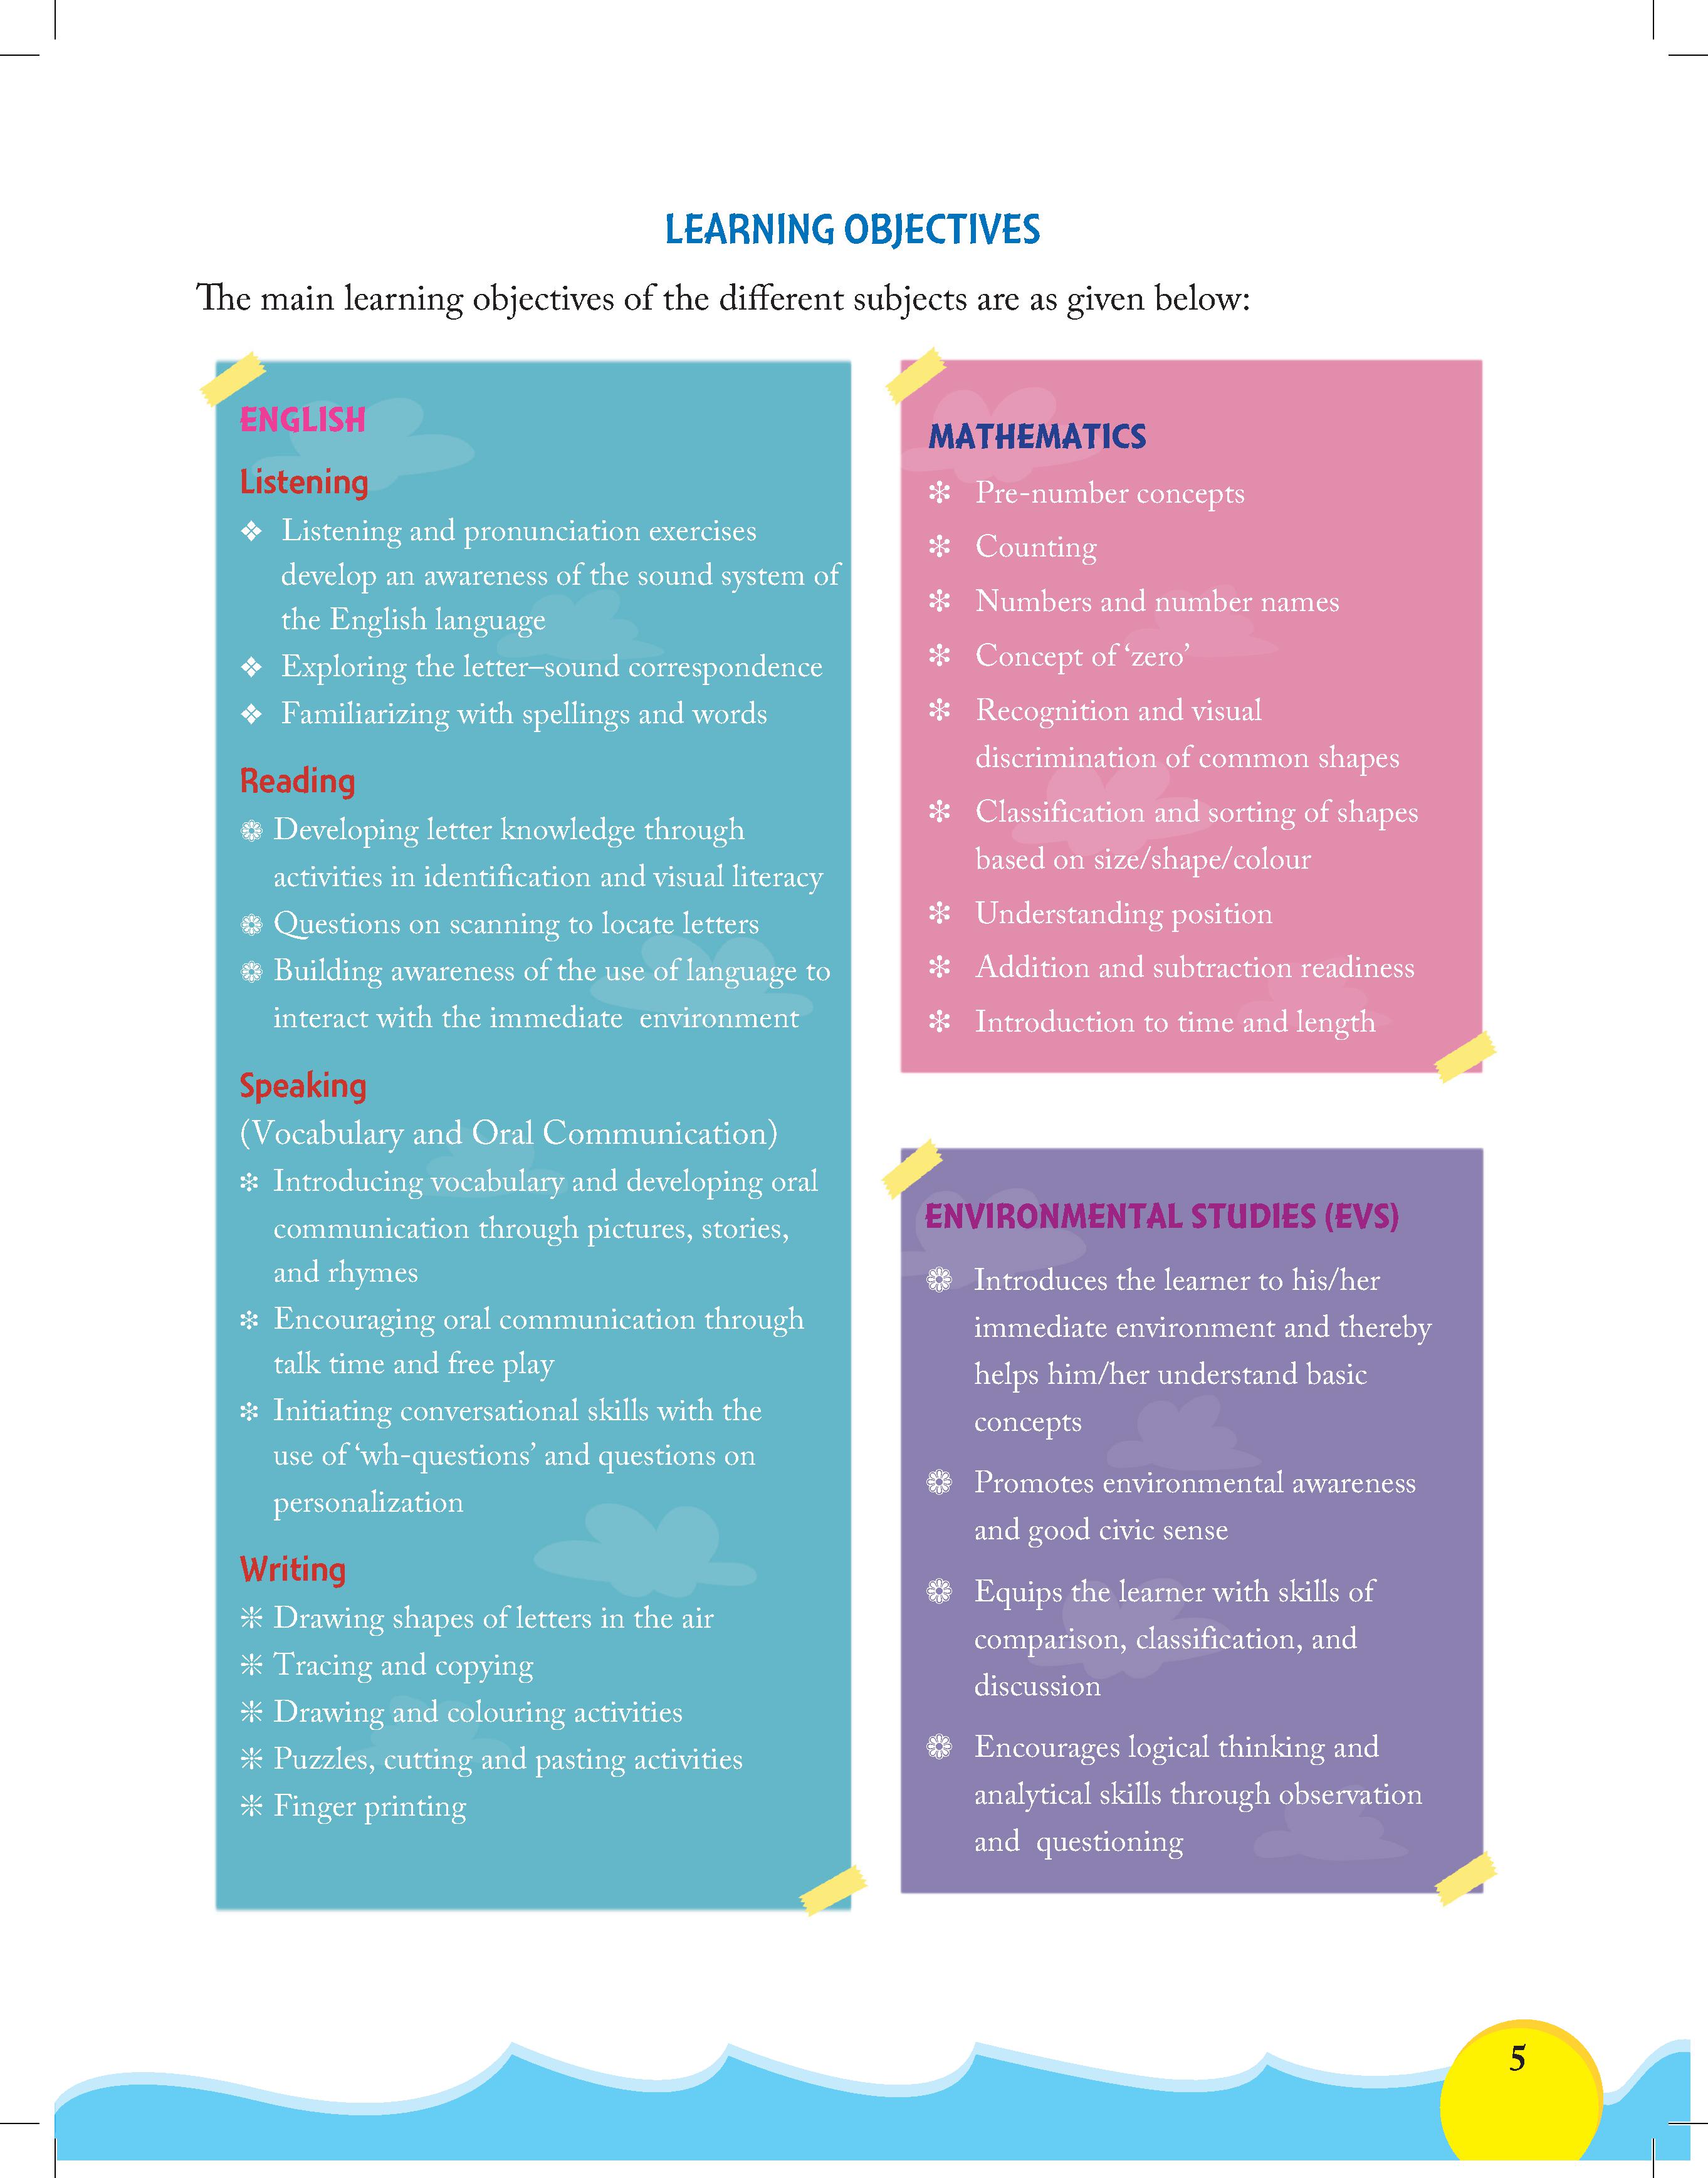 LEARNING OBJECTIVES
The main learning objectives of the different subjects are as given below:
ENGLISH
Listening
❖ Listening and pronunciation exercises
develop an awareness of the sound system of
the English language
❖ Exploring the letter–sound correspondence
❖ Familiarizing with spellings and words
Reading
❁ Developing letter knowledge through
activities in identification and visual literacy
❁ Questions on scanning to locate letters
❁ Building awareness of the use of language to
interact with the immediate environment
Speaking
(Vocabulary and Oral Communication)
❇ Introducing vocabulary and developing oral
communication through pictures, stories,
and rhymes
❇ Encouraging oral communication through
talk time and free play
❇ Initiating conversational skills with the
use of ‘wh-questions’ and questions on
personalization
Writing
❊ Drawing shapes of letters in the air
❊ Tracing and copying
❊ Drawing and colouring activities
❊ Puzzles, cutting and pasting activities
❊ Finger printing
MATHEMATICS
❇ Pre-number concepts
❇ Counting
❇ Numbers and number names
❇ Concept of ‘zero’
❇ Recognition and visual
discrimination of common shapes
❇ Classification and sorting of shapes
based on size/shape/colour
❇ Understanding position
❇ Addition and subtraction readiness
❇ Introduction to time and length
ENVIRONMENTAL STUDIES (EVS)
❁ Introduces the learner to his/her
immediate environment and thereby
helps him/her understand basic
concepts
❁ Promotes environmental awareness
and good civic sense
❁ Equips the learner with skills of
comparison, classification, and
discussion
❁ Encourages logical thinking and
analytical skills through observation
and questioning
5